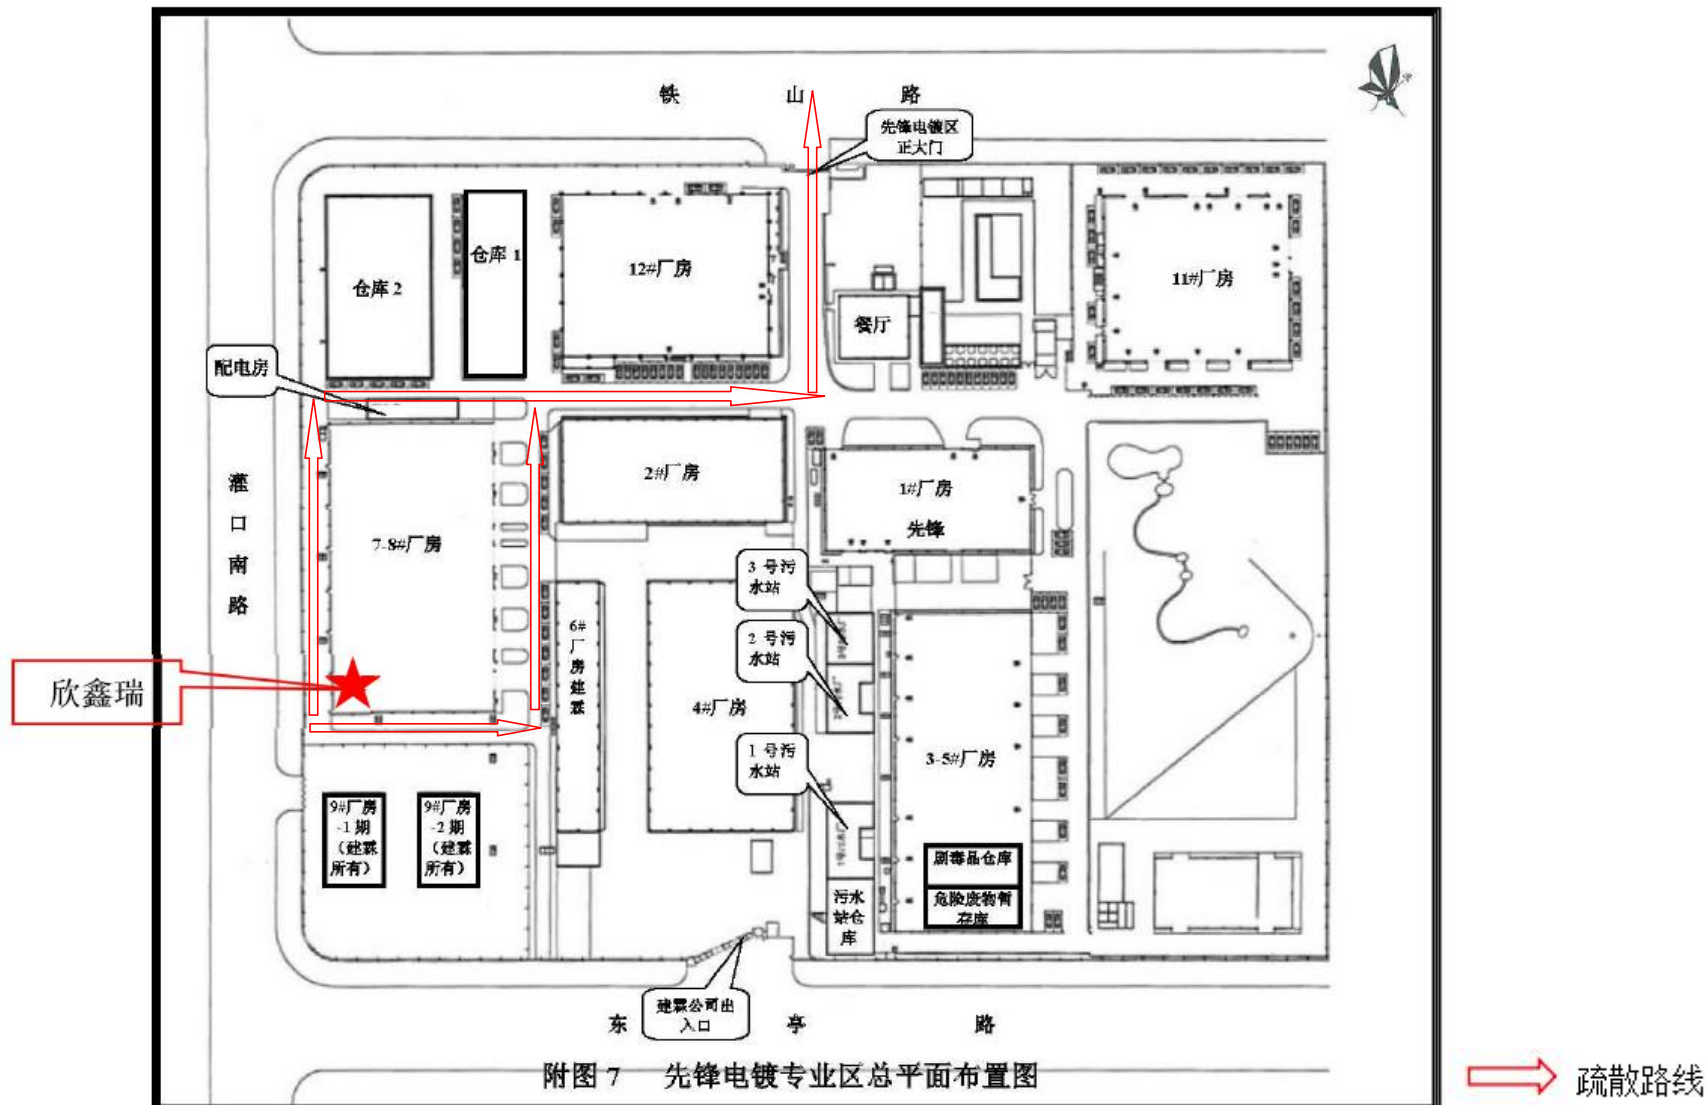 铁山路
先锋电镀区
正大门
仓库 2
仓库 1
12#厂房
餐厅
11#厂房
配电房
灌口南路
7-8#厂房
2#厂房
1#厂房
先锋
3 号污
水站
2 号污
水站
1 号污
水站
6#
厂
房
建
霖
4#厂房
3-5#厂房
欣鑫瑞
9#厂房
-1 期
（建霖
所有）
9#厂房
-2 期
（建霖
所有）
剧毒品仓库
危险废物暂
存库
污水
站仓
库
建霖公司出
入口
东亭路
附图 7 先锋电镀专业区总平面布置图
疏散路线